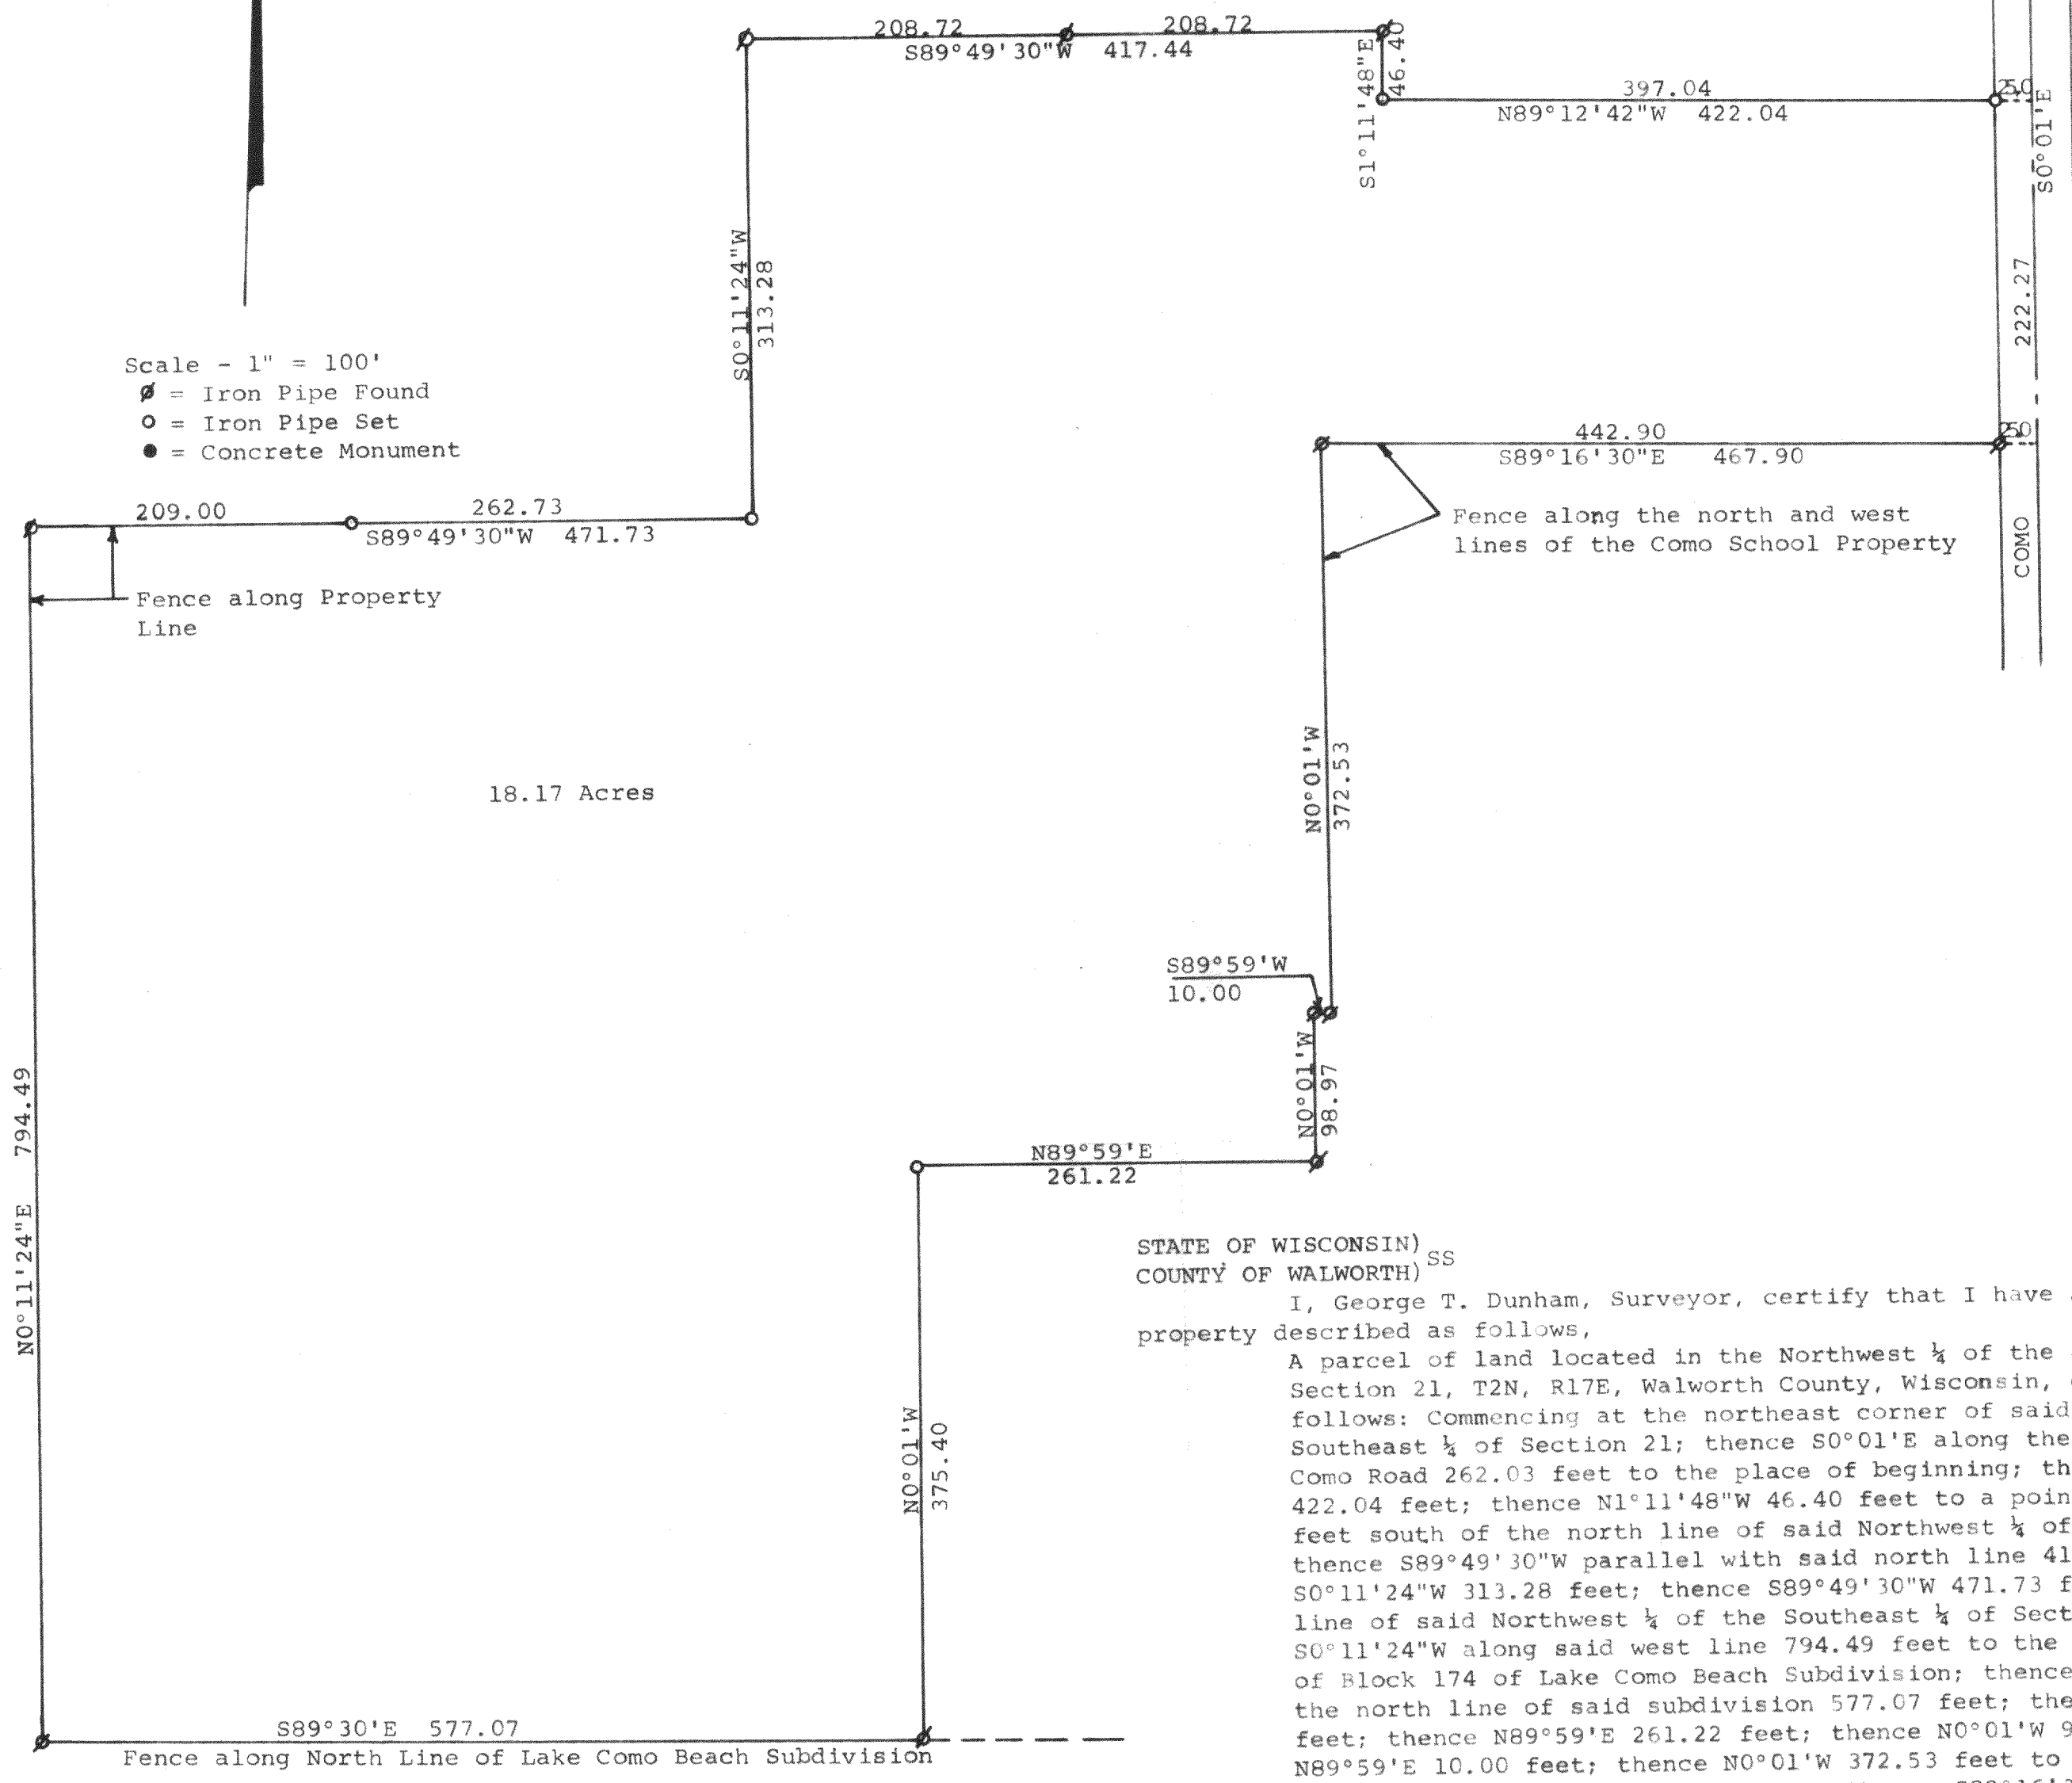 208.72
208.72
S89°49'30"W 417.44
S1°11'48"E
46.40
397.04
N89°12'42"W 422.04
25.0
S0°01'E
S0°11'24"W
313.28
222.27
Scale - 1" = 100'
ø = Iron Pipe Found
o = Iron Pipe Set
● = Concrete Monument
442.90
S89°16'30"E 467.90
209.00
262.73
S89°49'30"W 471.73
Fence along the north and west
lines of the Como School Property
COMO
Fence along Property
Line
18.17 Acres
N0°01'W
372.53
S89°59'W
10.00
N0°01'W
98.97
N0°11'24"E 794.49
N89°59'E
261.22
N0°01'W
375.40
S89°30'E 577.07
Fence along North Line of Lake Como Beach Subdivision
STATE OF WISCONSIN)
SS
COUNTY OF WALWORTH)
I, George T. Dunham, Surveyor, certify that I have
property described as follows,
A parcel of land located in the Northwest ¼ of the
Section 21, T2N, R17E, Walworth County, Wisconsin,
follows: Commencing at the northeast corner of said
Southeast ¼ of Section 21; thence S0°01'E along the
Como Road 262.03 feet to the place of beginning; th
422.04 feet; thence N1°11'48"W 46.40 feet to a poin
feet south of the north line of said Northwest ¼ of
thence S89°49'30"W parallel with said north line 41
S0°11'24"W 313.28 feet; thence S89°49'30"W 471.73 f
line of said Northwest ¼ of the Southeast ¼ of Sect
S0°11'24"W along said west line 794.49 feet to the
of Block 174 of Lake Como Beach Subdivision; thence
the north line of said subdivision 577.07 feet; the
feet; thence N89°59'E 261.22 feet; thence N0°01'W 9
N89°59'E 10.00 feet; thence N0°01'W 372.53 feet to